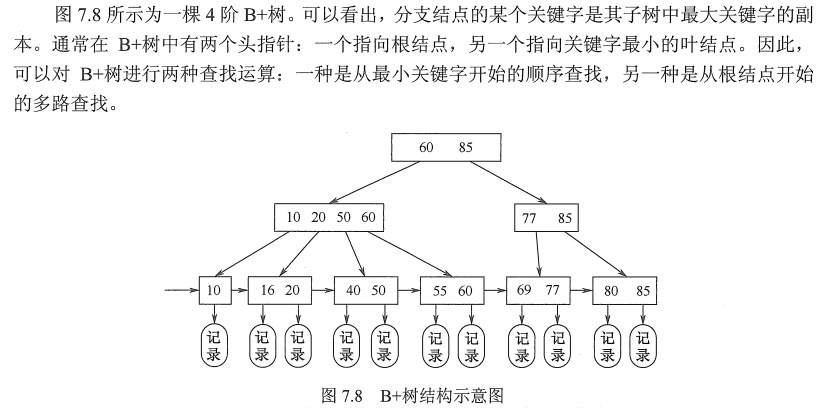 图 7.8 所示为一棵 4 阶 B+树。可以看出，分支结点的某个关键字是其子树中最大关键字的副
本。通常在 B+树中有两个头指针：一个指向根结点，另一个指向关键字最小的叶结点。因此，
可以对 B+树进行两种查找运算：一种是从最小关键字开始的顺序查找，另一种是从根结点开始
的多路查找。
60 85
10 20 50 60
77 85
10
16 20
40 50
55 60
69 77
80 85
记录
记录
记录
记录
记录
记录
记录
记录
记录
记录
记录
图 7.8 B+树结构示意图